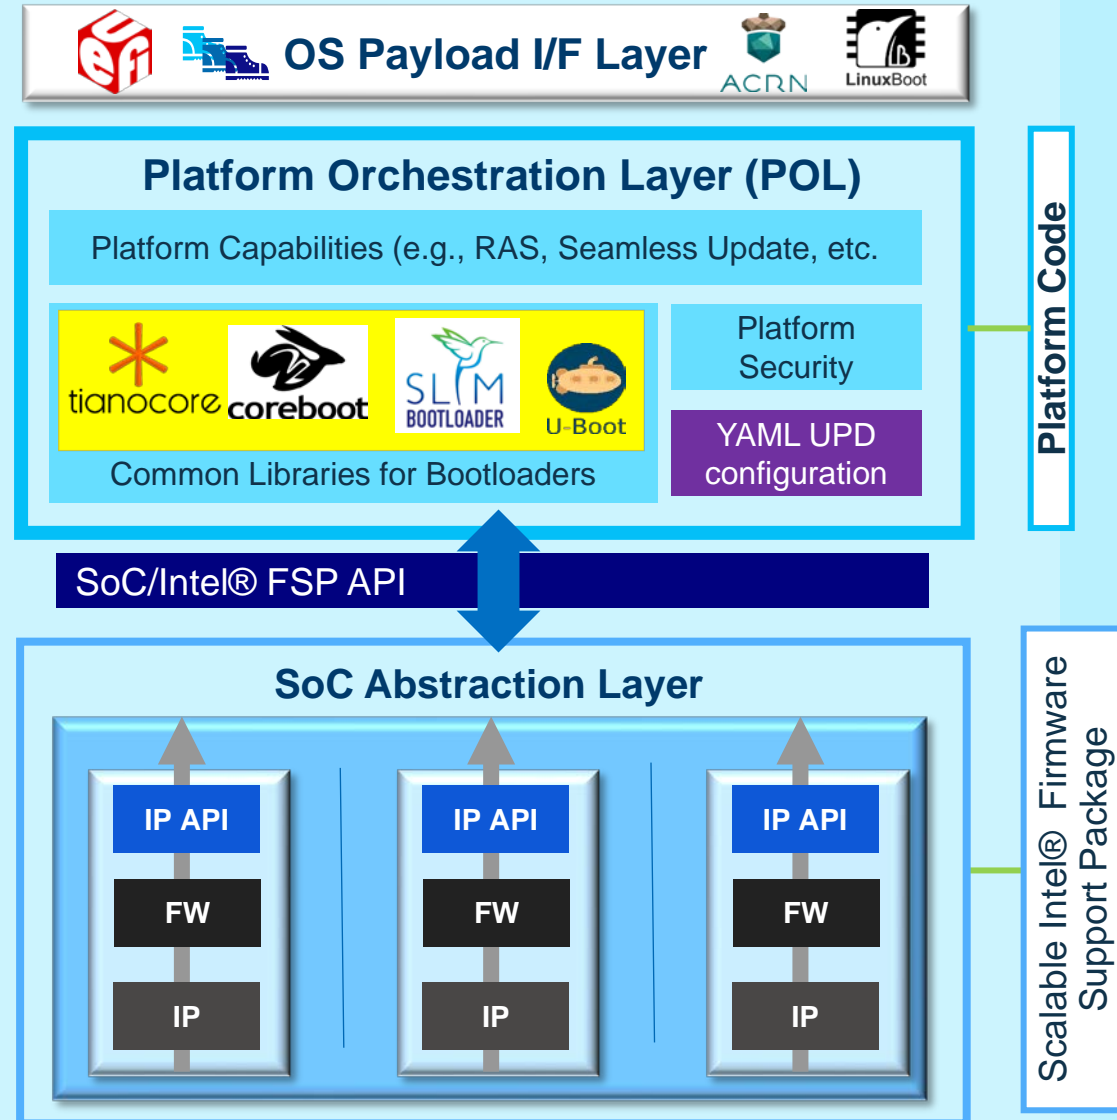 UEFI
OS Payload I/F Layer
ACRN
LinuxBoot
Platform Orchestration Layer (POL)
Platform Capabilities (e.g., RAS, Seamless Update, etc.
tianocore
coreboot
SLIM
BOOTLOADER
U-Boot
Common Libraries for Bootloaders
Platform
Security
YAML UPD
configuration
Platform Code
SoC/Intel® FSP API
SoC Abstraction Layer
IP API
FW
IP
IP API
FW
IP
IP API
FW
IP
Scalable Intel® Firmware
Support Package